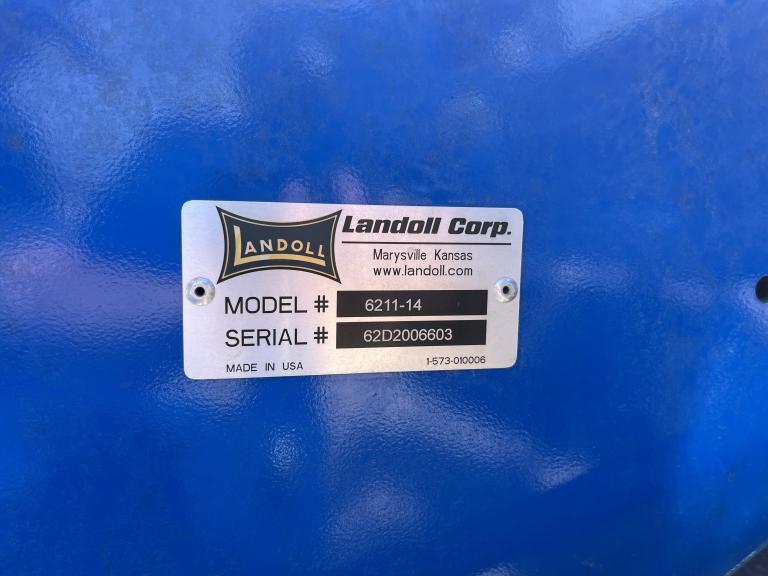 LANDOLL
Landoll Corp.
Marysville Kansas
www.landoll.com
MODEL # 6211-14
SERIAL # 62D2006603
MADE IN USA 1-573-010006